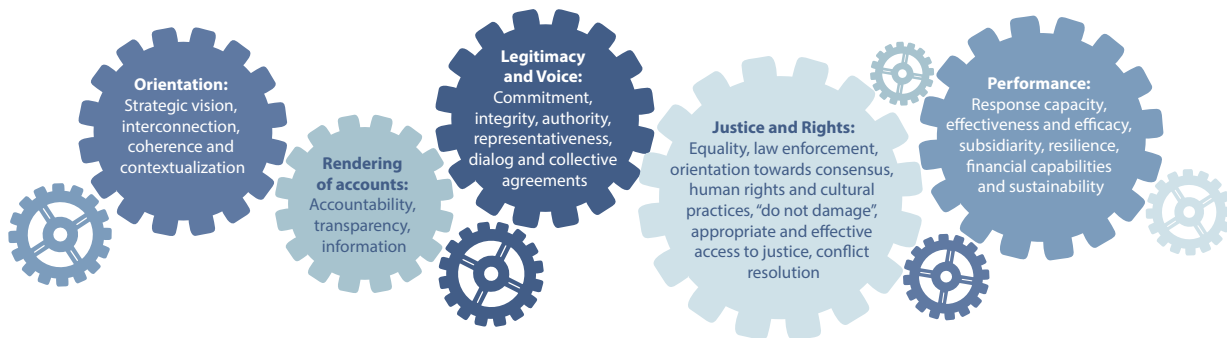 Orientation:
Strategic vision,
interconnection,
coherence and
contextualization
Rendering
of accounts:
Accountability,
transparency,
information
Legitimacy
and Voice:
Commitment,
integrity, authority,
representativeness,
dialog and collective
agreements
Justice and Rights:
Equality, law enforcement,
orientation towards consensus,
human rights and cultural
practices, “do not damage”,
appropriate and effective
access to justice, conflict
resolution
Performance:
Response capacity,
effectiveness and efficacy,
subsidiarity, resilience,
financial capabilities
and sustainability